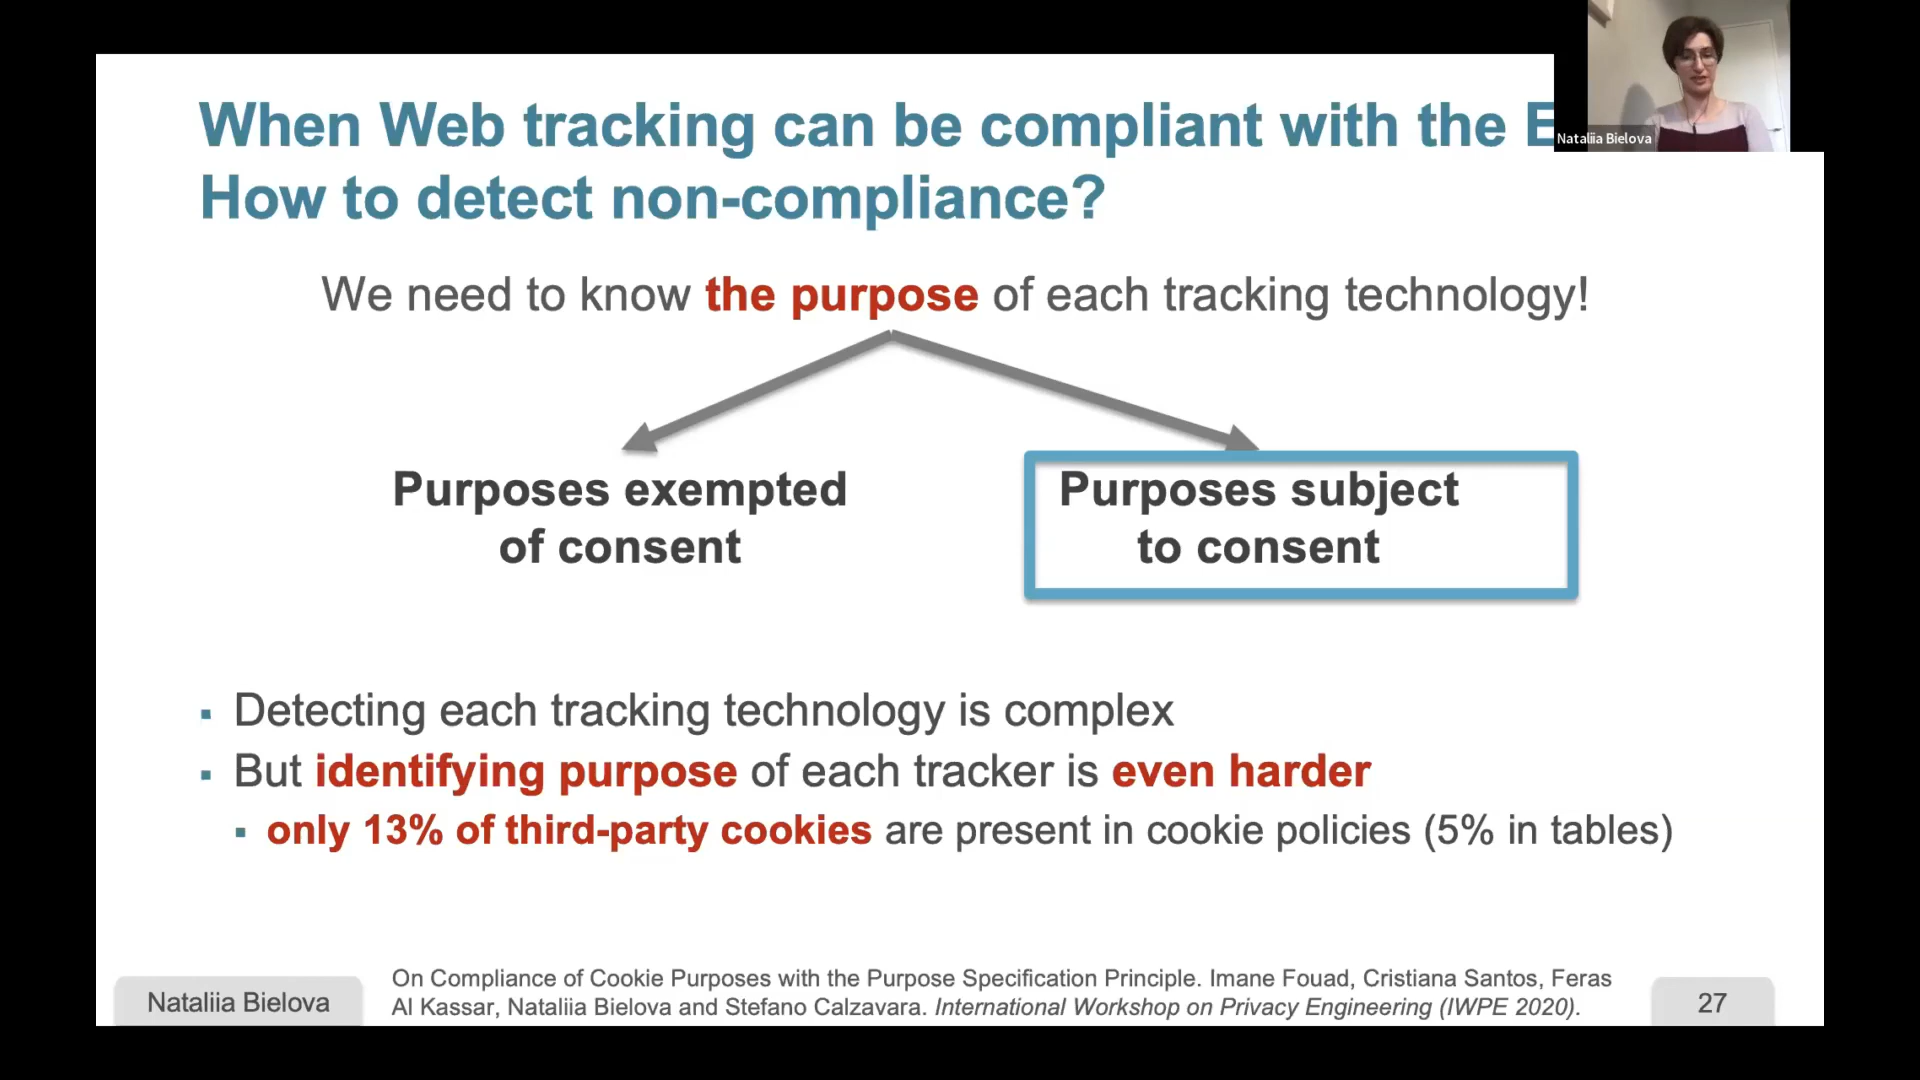 When Web tracking can be compliant with the
How to detect non-compliance?
Nataliia Bielova
We need to know the purpose of each tracking technology!
Purposes exempted
of consent
Purposes subject
to consent
▪ Detecting each tracking technology is complex
▪ But identifying purpose of each tracker is even harder
▪ only 13% of third-party cookies are present in cookie policies (5% in tables)
Nataliia Bielova
On Compliance of Cookie Purposes with the Purpose Specification Principle. Imane Fouad, Cristiana Santos, Feras
Al Kassar, Nataliia Bielova and Stefano Calzavara. International Workshop on Privacy Engineering (IWPE 2020).
27